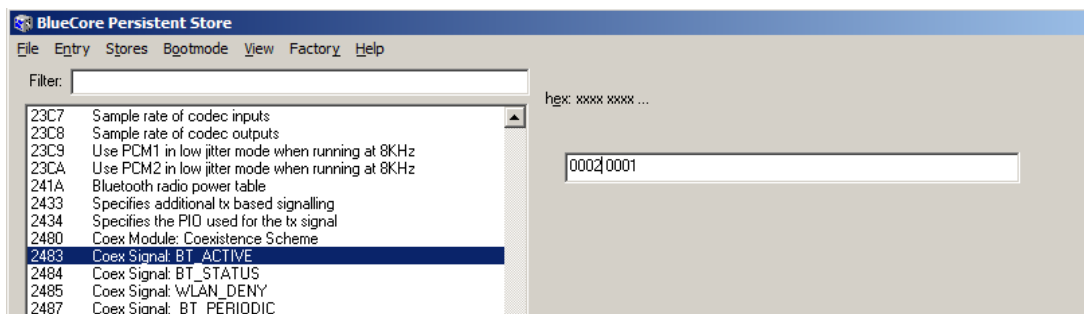 BlueCore Persistent Store
File Entry Stores Bootmode View Factory Help
Filter:
hex: xxxx xxxx ...
23C7 Sample rate of codec inputs
23C8 Sample rate of codec outputs
23C9 Use PCM1 in low jitter mode when running at 8KHz
23CA Use PCM2 in low jitter mode when running at 8KHz
241A Bluetooth radio power table
2433 Specifies additional tx based signalling
2434 Specifies the PIO used for the tx signal
2480 Coex Module: Coexistence Scheme
2483 Coex Signal: BT_ACTIVE
2484 Coex Signal: BT_STATUS
2485 Coex Signal: WLAN_DENY
2487 Coex Signal: BT_PERIODIC
0002 0001